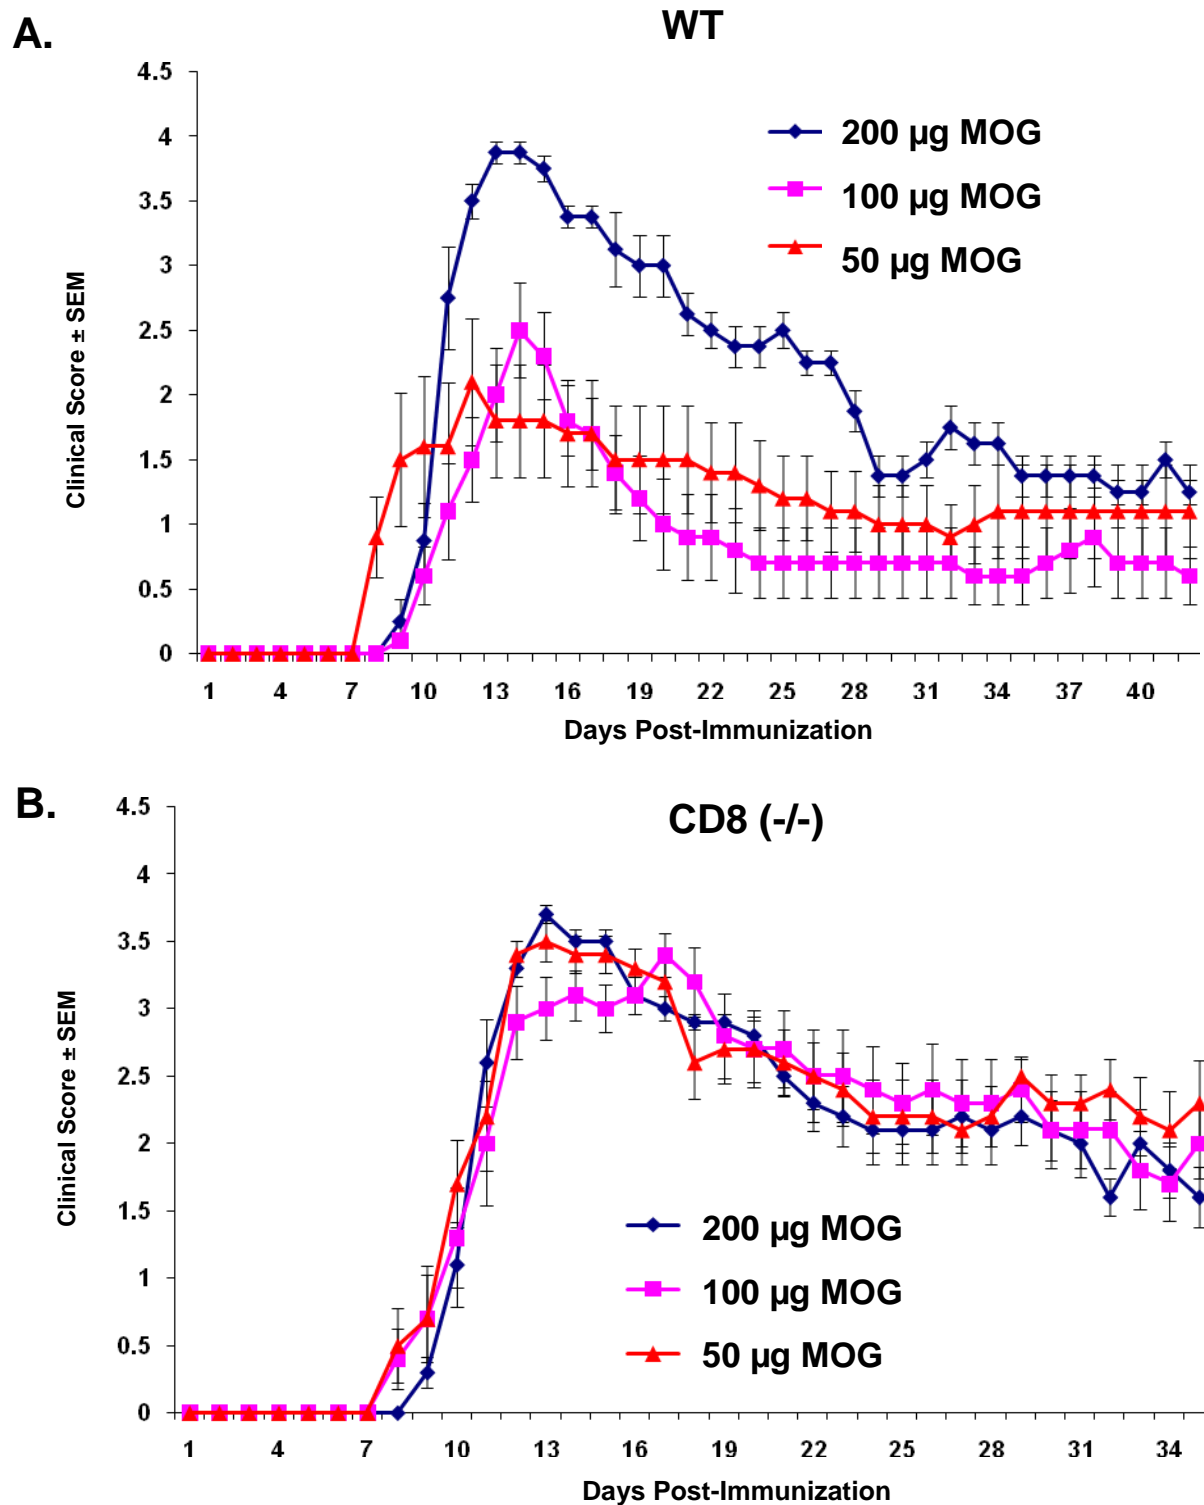 A.
WT
4.5
4
3.5
3
2.5
2
1.5
1
0.5
0
Clinical Score ± SEM
200 µg MOG
100 µg MOG
50 µg MOG
1 4 7 10 13 16 19 22 25 28 31 34 37 40
Days Post-Immunization
B.
CD8 (-/-)
4.5
4
3.5
3
2.5
2
1.5
1
0.5
0
Clinical Score ± SEM
200 µg MOG
100 µg MOG
50 µg MOG
1 4 7 10 13 16 19 22 25 28 31 34
Days Post-Immunization